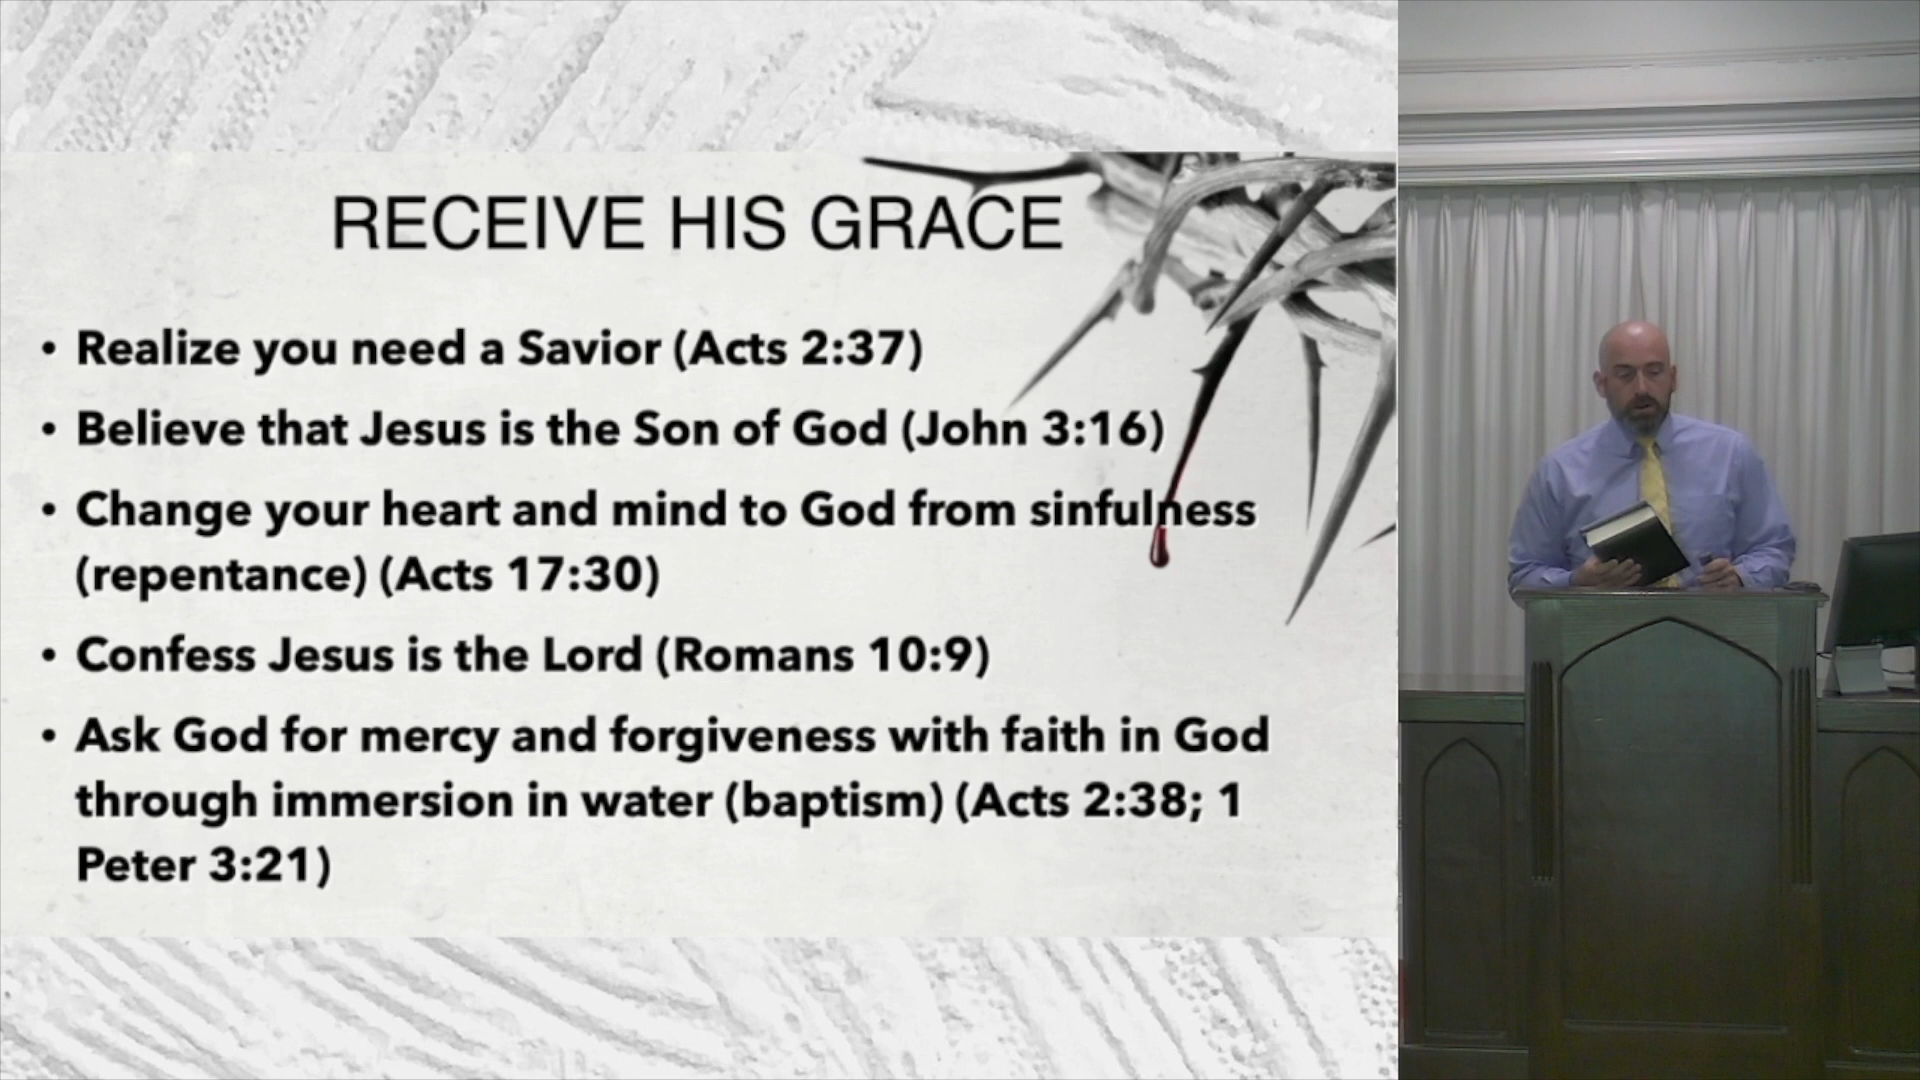 RECEIVE HIS GRACE
• Realize you need a Savior (Acts 2:37)
• Believe that Jesus is the Son of God (John 3:16)
• Change your heart and mind to God from sinfulness
(repentance) (Acts 17:30)
• Confess Jesus is the Lord (Romans 10:9)
• Ask God for mercy and forgiveness with faith in God
through immersion in water (baptism) (Acts 2:38; 1
Peter 3:21)